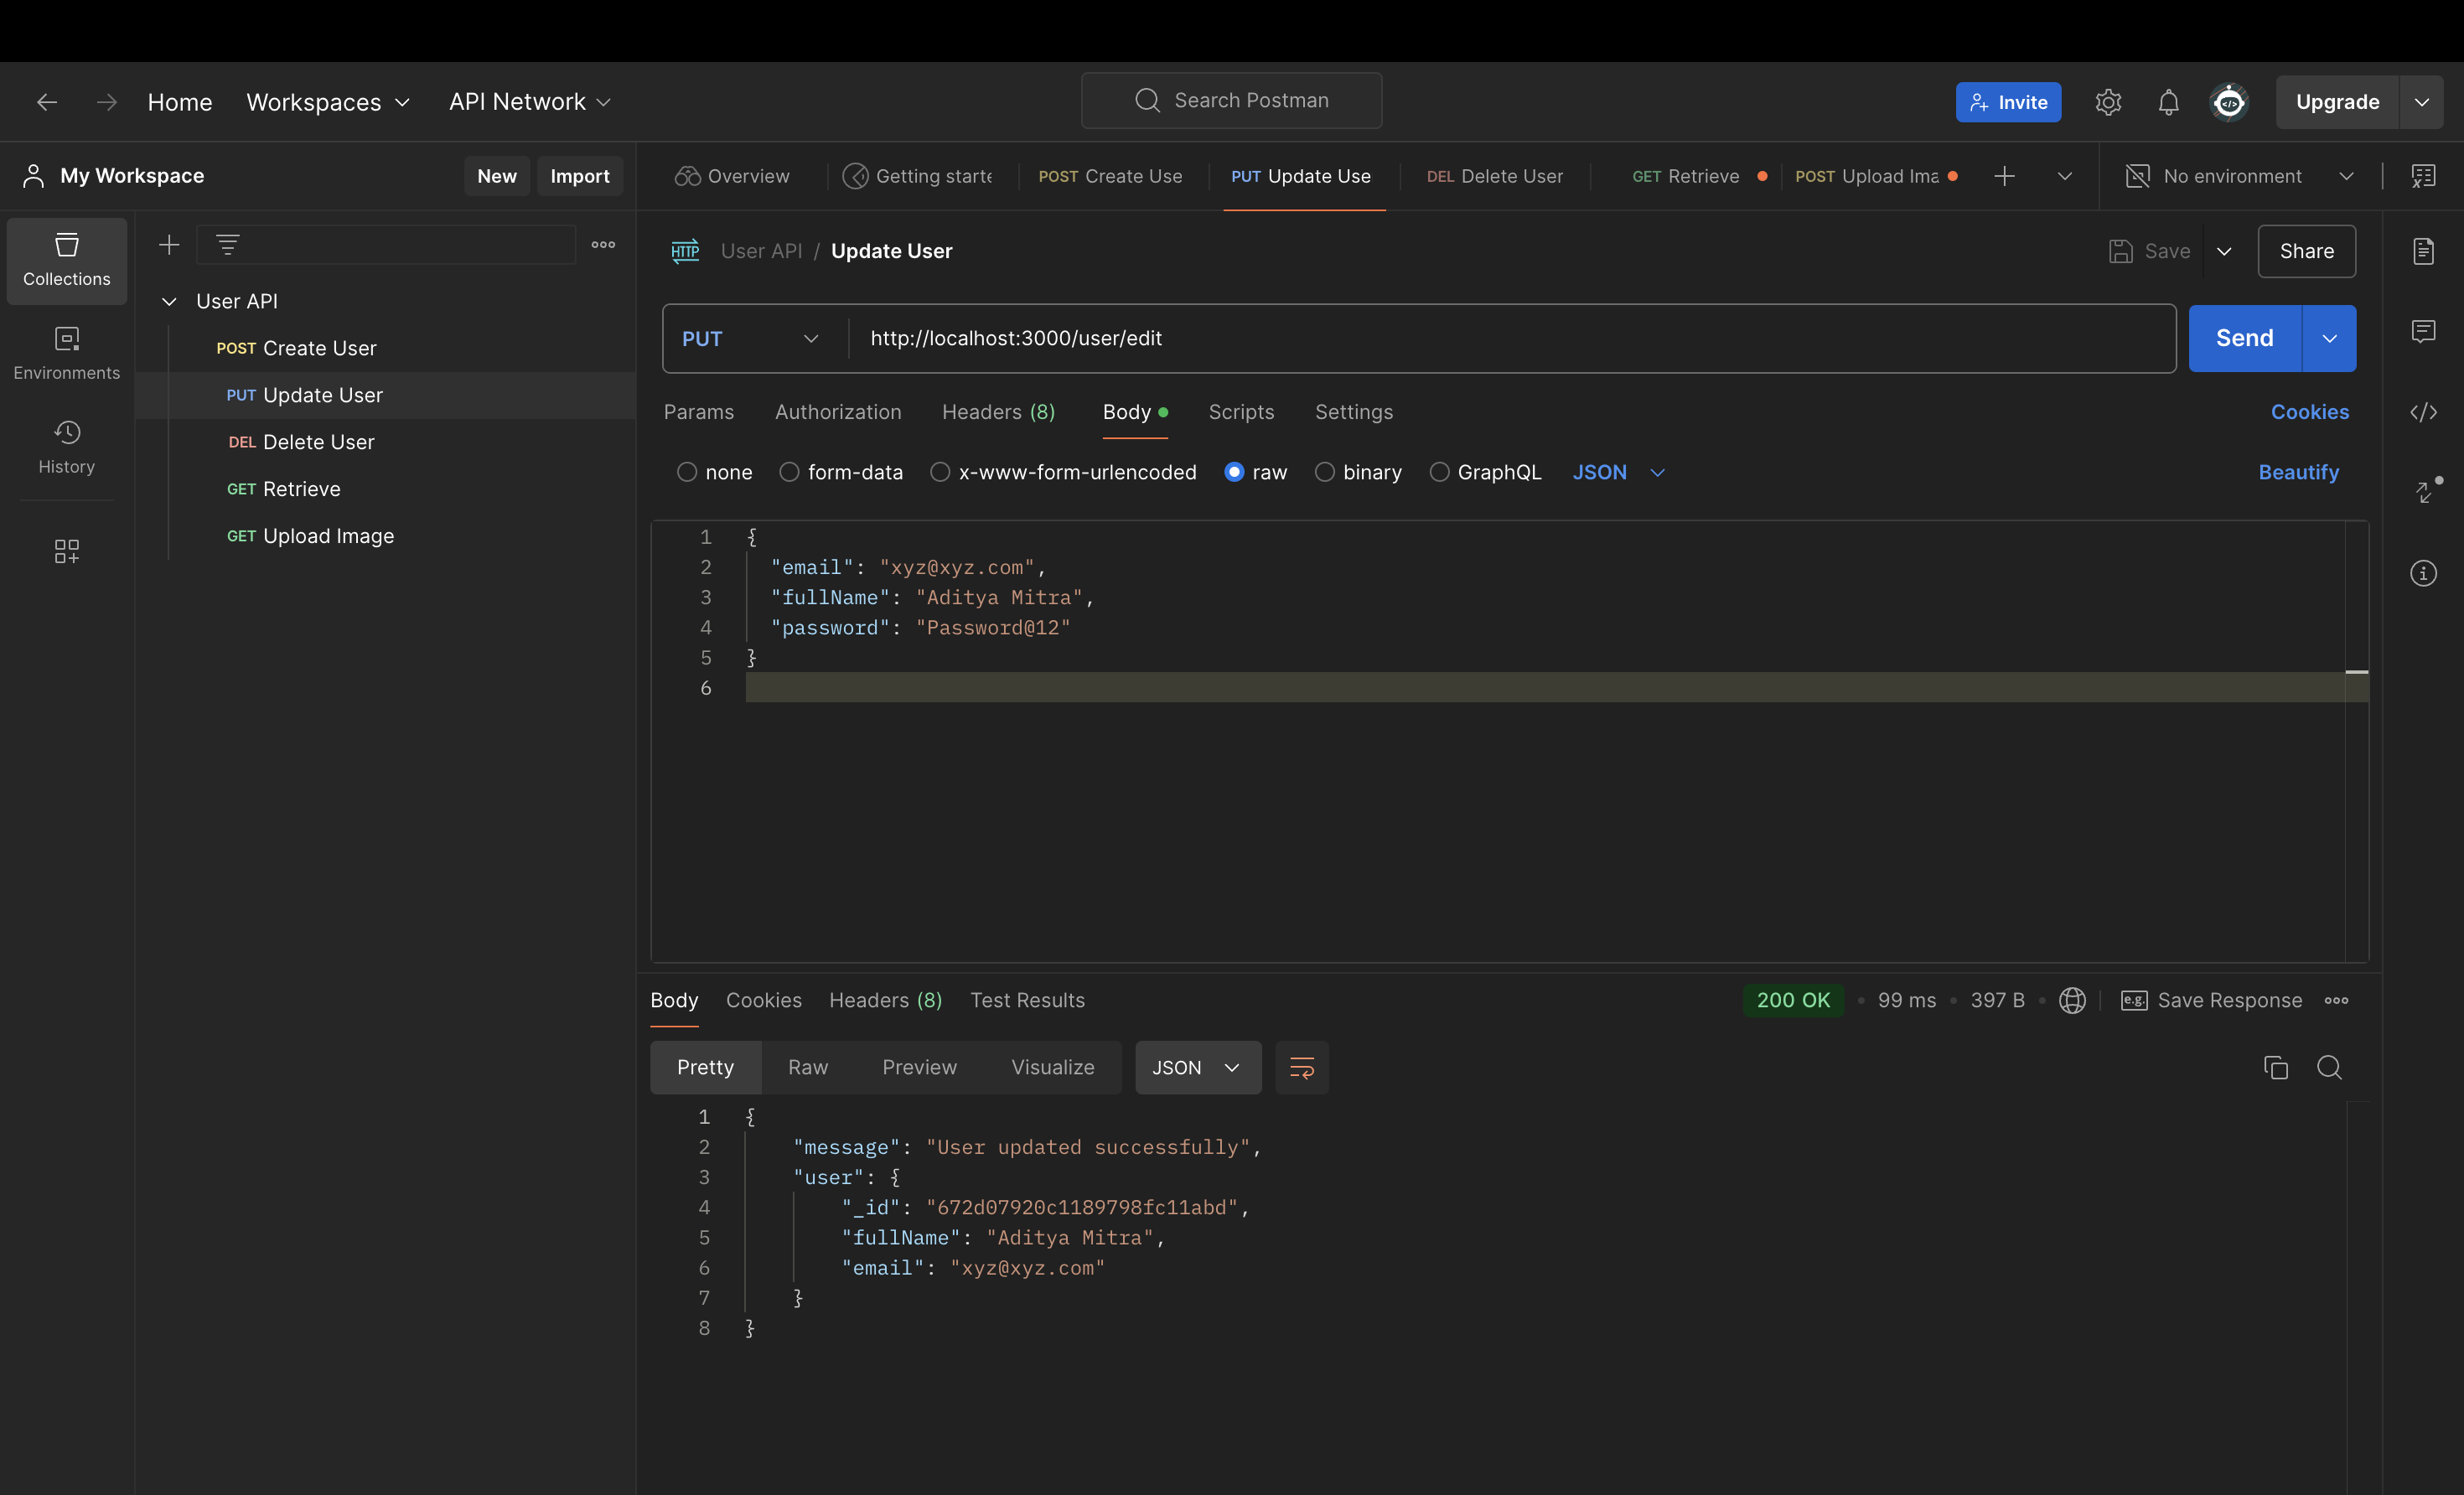 Home Workspaces API Network Search Postman Invite Upgrade
My Workspace New Import
Overview Getting starte POST Create Use PUT Update Use DEL Delete User GET Retrieve POST Upload Ima No environment
Collections
Environments
History
User API
POST Create User
PUT Update User
DEL Delete User
GET Retrieve
GET Upload Image
HTTP User API / Update User Save Share
PUT http://localhost:3000/user/edit Send
Params Authorization Headers (8) Body Scripts Settings Cookies
none form-data x-www-form-urlencoded raw binary GraphQL JSON Beautify
1 {
2 "email": "xyz@xyz.com",
3 "fullName": "Aditya Mitra",
4 "password": "Password@12"
5 }
6
Body Cookies Headers (8) Test Results 200 OK • 99 ms • 397 B • e.g. Save Response
Pretty Raw Preview Visualize JSON
1 {
2 "message": "User updated successfully",
3 "user": {
4 "_id": "672d07920c1189798fc11abd",
5 "fullName": "Aditya Mitra",
6 "email": "xyz@xyz.com"
7 }
8 }